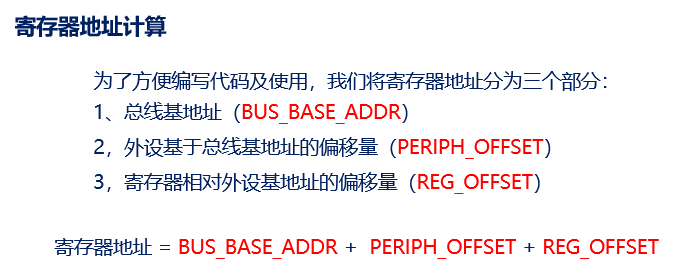 寄存器地址计算
为了方便编写代码及使用，我们将寄存器地址分为三个部分：
1、总线基地址（BUS_BASE_ADDR）
2，外设基于总线基地址的偏移量（PERIPH_OFFSET）
3，寄存器相对外设基地址的偏移量（REG_OFFSET）
寄存器地址 = BUS_BASE_ADDR + PERIPH_OFFSET + REG_OFFSET